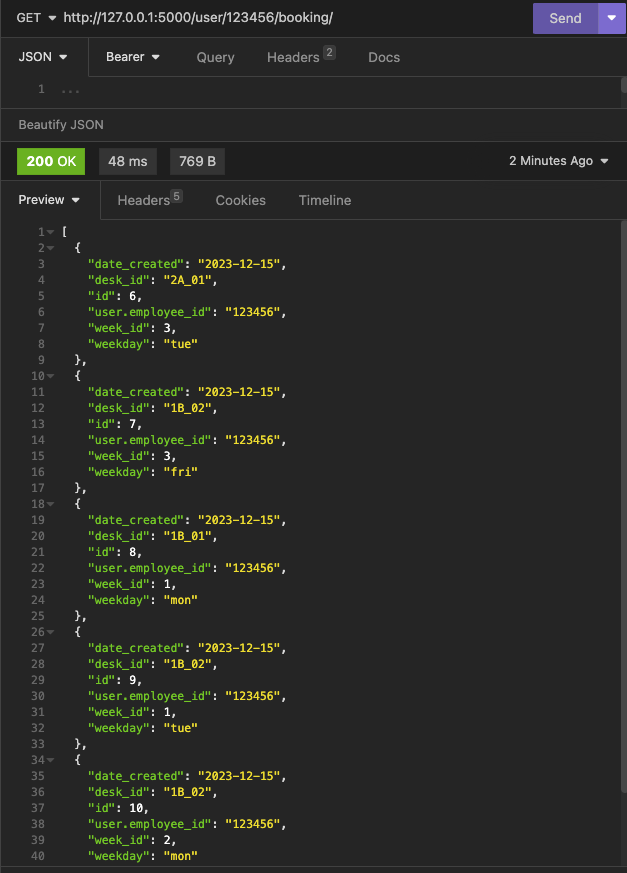 GET http://127.0.0.1:5000/user/123456/booking/ Send
JSON Bearer Query Headers 2 Docs
1 ...
Beautify JSON
200 OK 48 ms 769 B 2 Minutes Ago
Preview Headers 5 Cookies Timeline
1 [
2 {
3 "date_created": "2023-12-15",
4 "desk_id": "2A_01",
5 "id": 6,
6 "user.employee_id": "123456",
7 "week_id": 3,
8 "weekday": "tue"
9 },
10 {
11 "date_created": "2023-12-15",
12 "desk_id": "1B_02",
13 "id": 7,
14 "user.employee_id": "123456",
15 "week_id": 3,
16 "weekday": "fri"
17 },
18 {
19 "date_created": "2023-12-15",
20 "desk_id": "1B_01",
21 "id": 8,
22 "user.employee_id": "123456",
23 "week_id": 1,
24 "weekday": "mon"
25 },
26 {
27 "date_created": "2023-12-15",
28 "desk_id": "1B_02",
29 "id": 9,
30 "user.employee_id": "123456",
31 "week_id": 1,
32 "weekday": "tue"
33 },
34 {
35 "date_created": "2023-12-15",
36 "desk_id": "1B_02",
37 "id": 10,
38 "user.employee_id": "123456",
39 "week_id": 2,
40 "weekday": "mon"